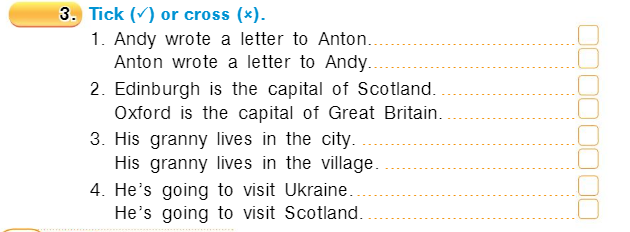 3. Tick (✓) or cross (×).
1. Andy wrote a letter to Anton.
Anton wrote a letter to Andy.
2. Edinburgh is the capital of Scotland.
Oxford is the capital of Great Britain.
3. His granny lives in the city.
His granny lives in the village.
4. He's going to visit Ukraine.
He's going to visit Scotland.